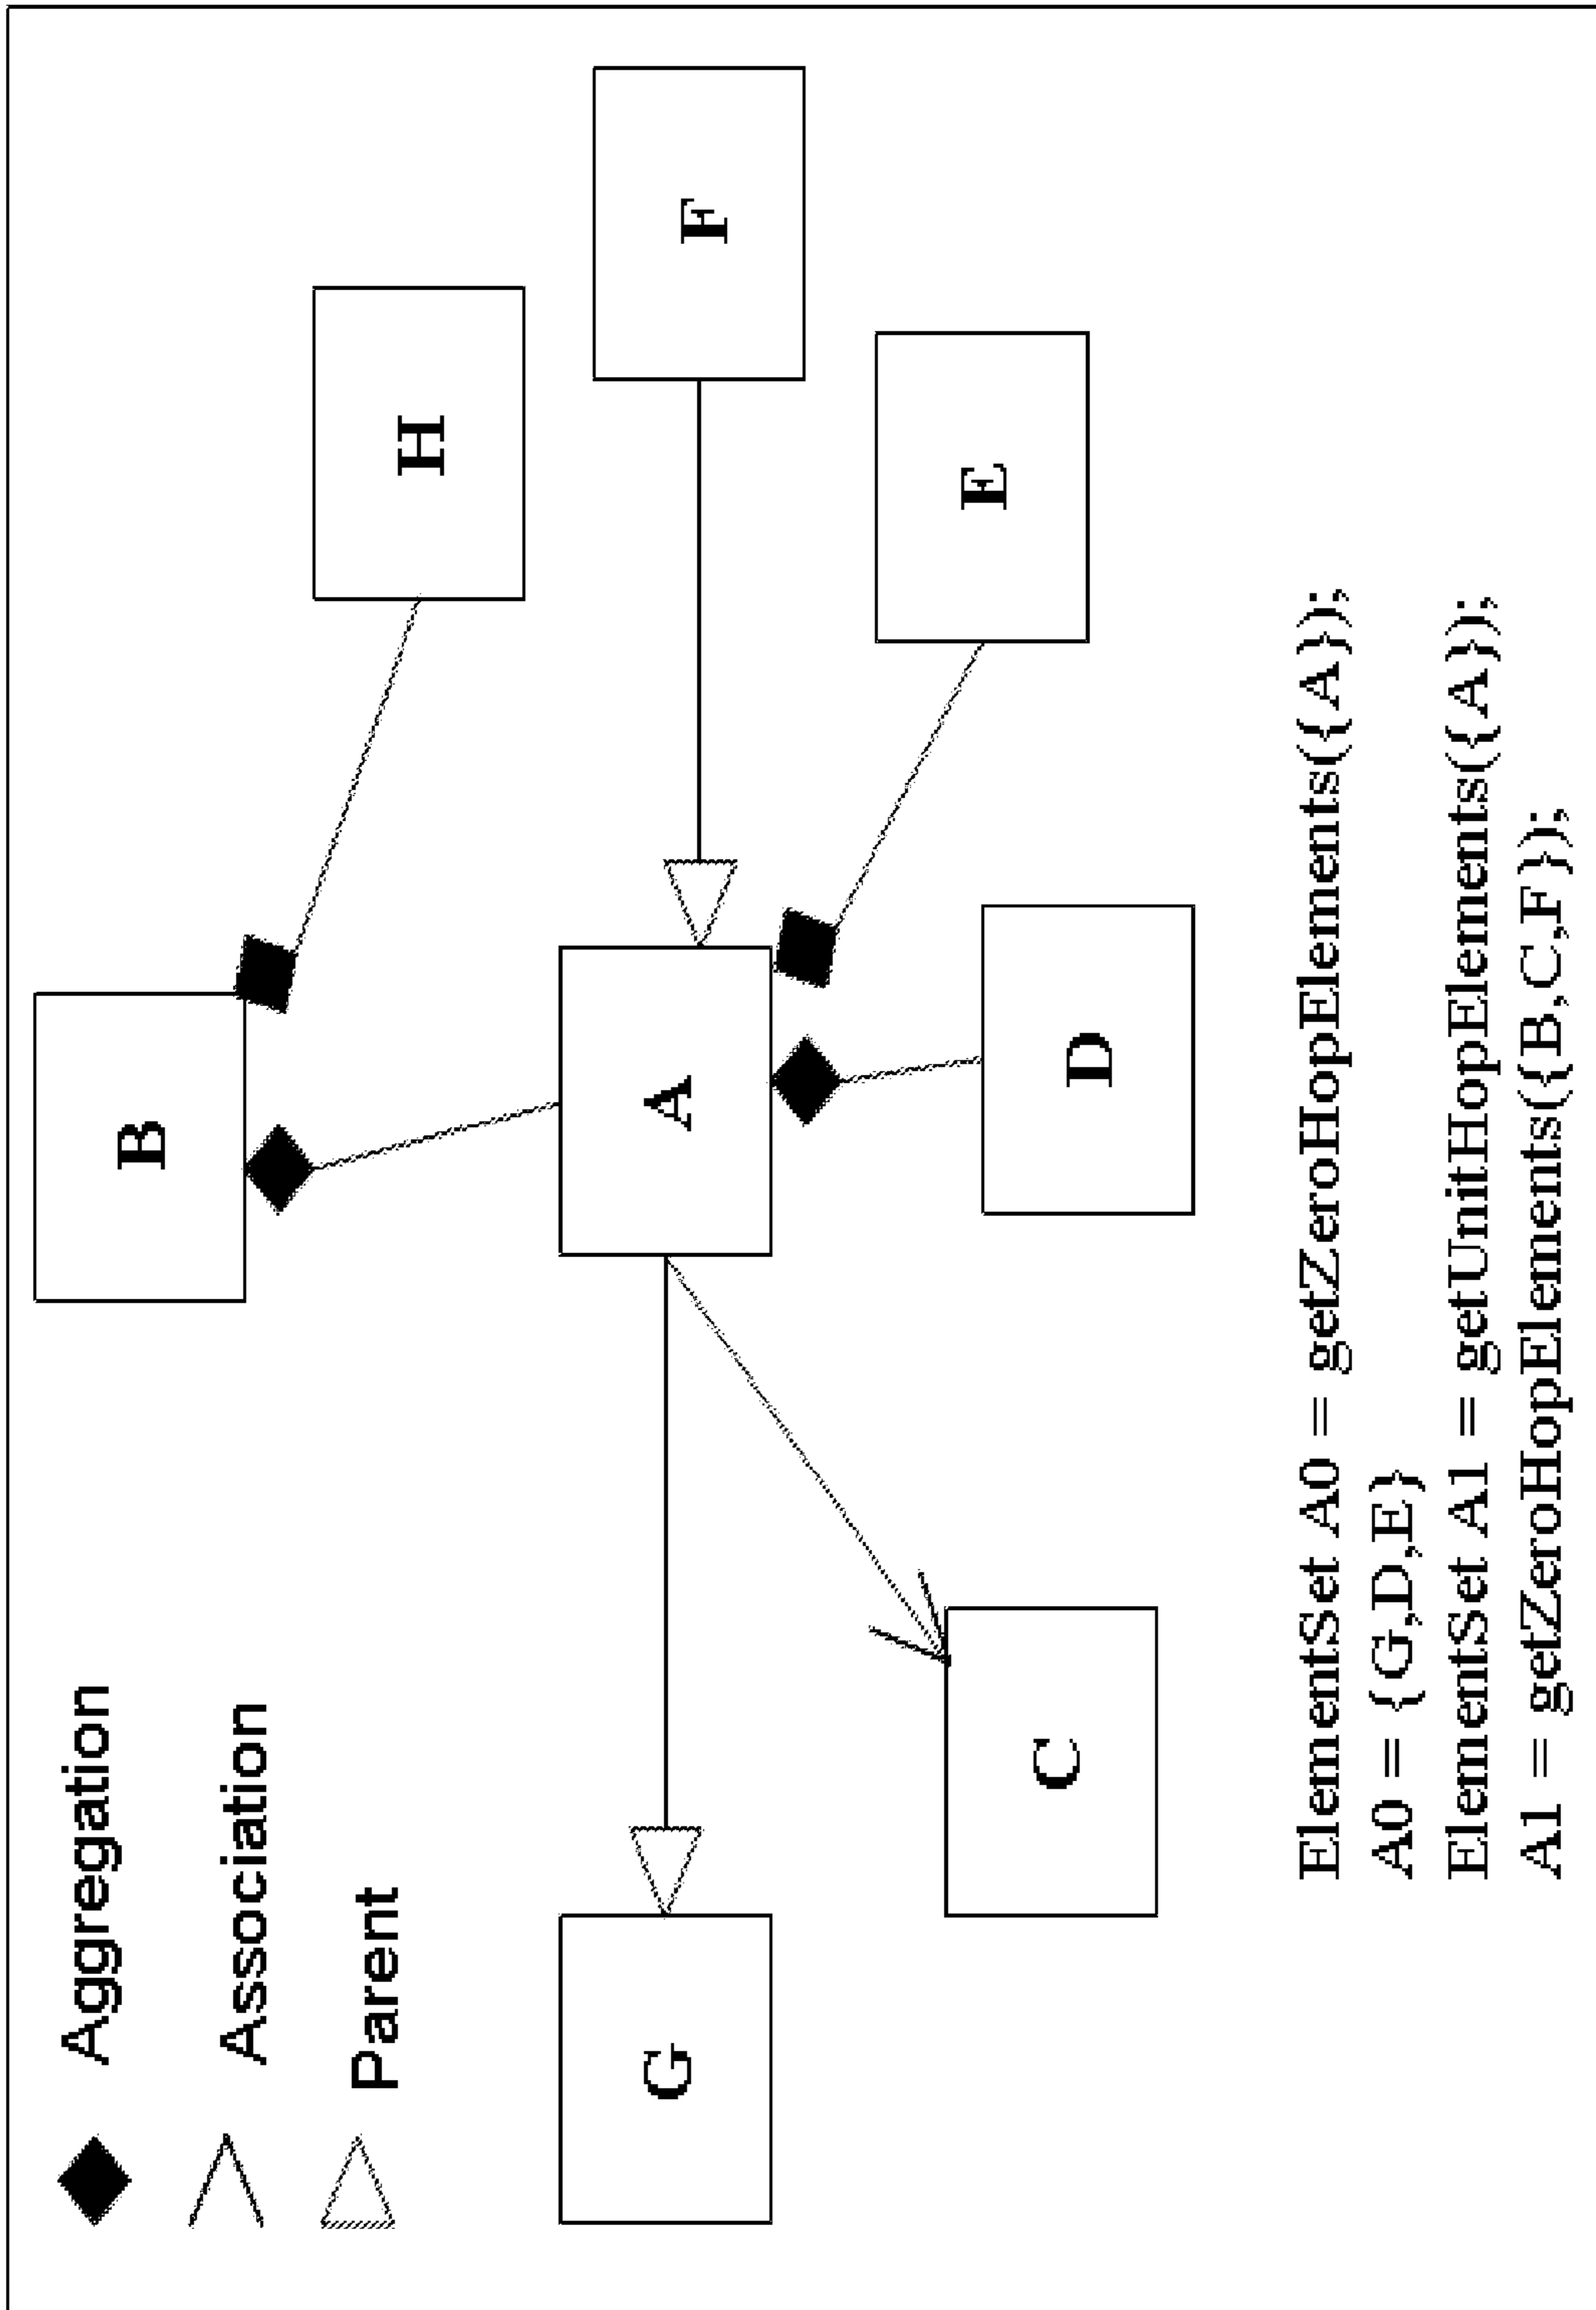 Aggregation
Association
Parent
B
H
G
A
F
C
D
E
ElementSet A0 = getZeroHopElements({A});
A0 = {G,D,E}
ElementSet A1 = getUnitHopElements({A});
A1 = getZeroHopElements({B,C,F});